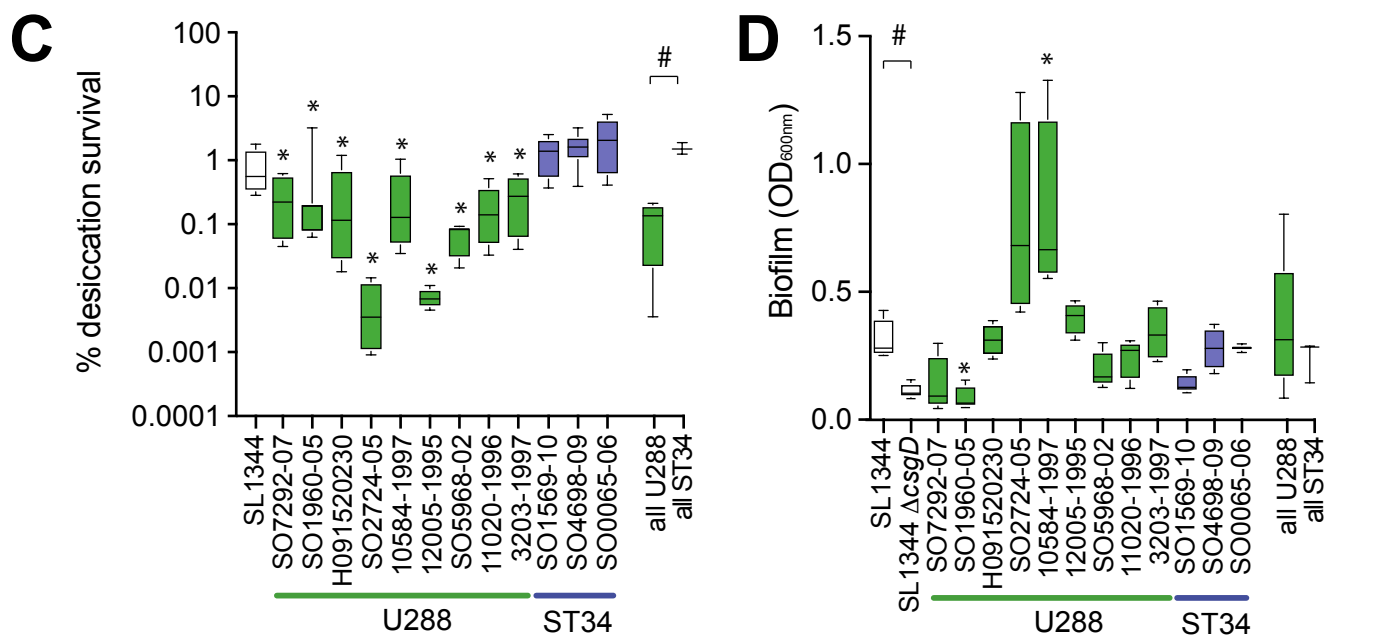 C
% desiccation survival
100
10
1
0.1
0.01
0.001
0.0001
* * * * * * * * *
#
SL1344
SO7292-07
SO1960-05
H091520230
SO2724-05
10584-1997
12005-1995
SO5968-02
11020-1996
3203-1997
SO1569-10
SO4698-09
SO0065-06
all U288
all ST34
U288
ST34
D
Biofilm (OD600nm)
1.5
1.0
0.5
0.0
#
*
*
SL1344
SL1344 ΔcsgD
SO7292-07
SO1960-05
H091520230
SO2724-05
10584-1997
12005-1995
SO5968-02
11020-1996
3203-1997
SO1569-10
SO4698-09
SO0065-06
all U288
all ST34
U288
ST34